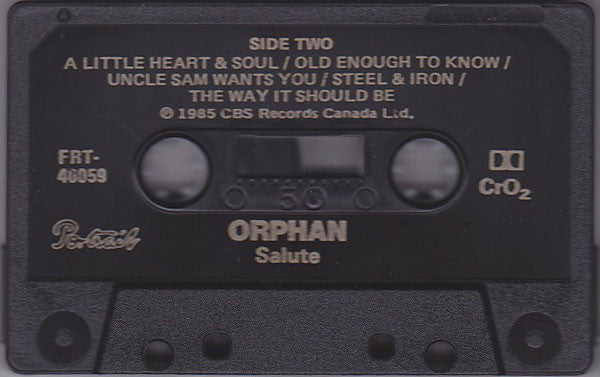 SIDE TWO
A LITTLE HEART & SOUL / OLD ENOUGH TO KNOW /
UNCLE SAM WANTS YOU / STEEL & IRON /
THE WAY IT SHOULD BE
℗ 1985 CBS Records Canada Ltd.
FRT-
46059
CrO2
50
0
Portrait
ORPHAN
Salute